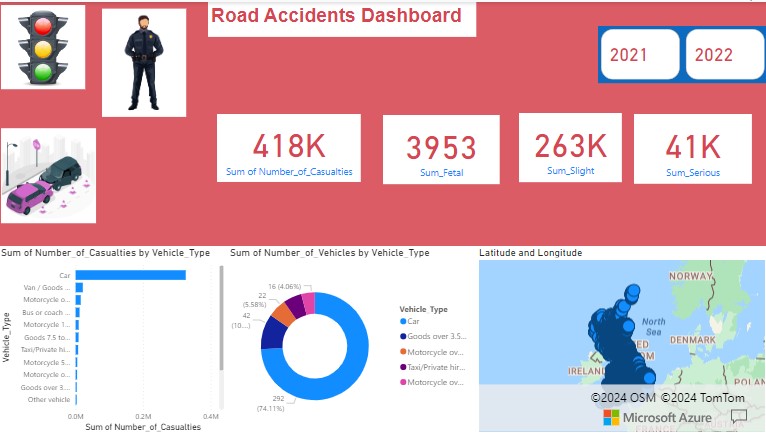 Road Accidents Dashboard
2021
2022
418K
Sum of Number_of_Casualties
3953
Sum_Fetal
263K
Sum_Slight
41K
Sum_Serious
Sum of Number_of_Casualties by Vehicle_Type
Vehicle_Type
Car
Van / Goods ...
Motorcycle o...
Bus or coach ...
Motorcycle 1...
Goods 7.5 to...
Taxi/Private hi...
Motorcycle 5...
Motorcycle o...
Goods over 3....
Other vehicle
0.0M
0.2M
0.4M
Sum of Number_of_Casualties
Sum of Number_of_Vehicles by Vehicle_Type
16 (4.06%)
22
(5.58%)
42
(10....)
292
(74.11%)
Vehicle_Type
Car
Goods over 3.5...
Motorcycle ov...
Taxi/Private hir...
Motorcycle ov...
Latitude and Longitude
NORWAY
North
Sea
DENMARK
ED
OM
IRELAN
POLAN
©2024 OSM ©2024 TomTom
Microsoft Azure